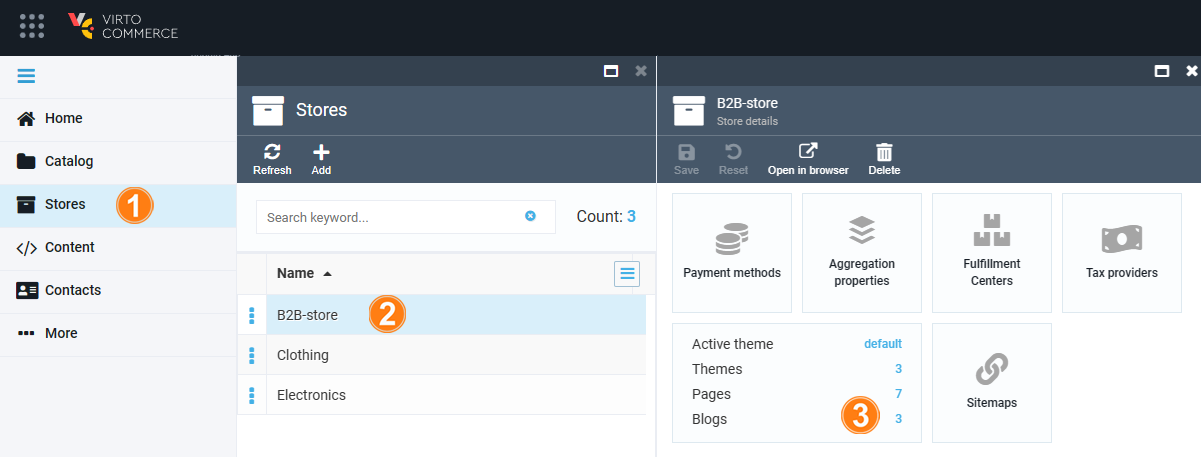 VIRTO
COMMERCE
Home
Catalog
Stores
1
Content
Contacts
More
Stores
Refresh
Add
Search keyword...
Count: 3
Name
B2B-store
2
Clothing
Electronics
B2B-store
Store details
Save
Reset
Open in browser
Delete
Payment methods
Aggregation
properties
Fulfillment
Centers
Tax providers
Active theme default
Themes 3
Pages 7
Blogs 3
3
Sitemaps